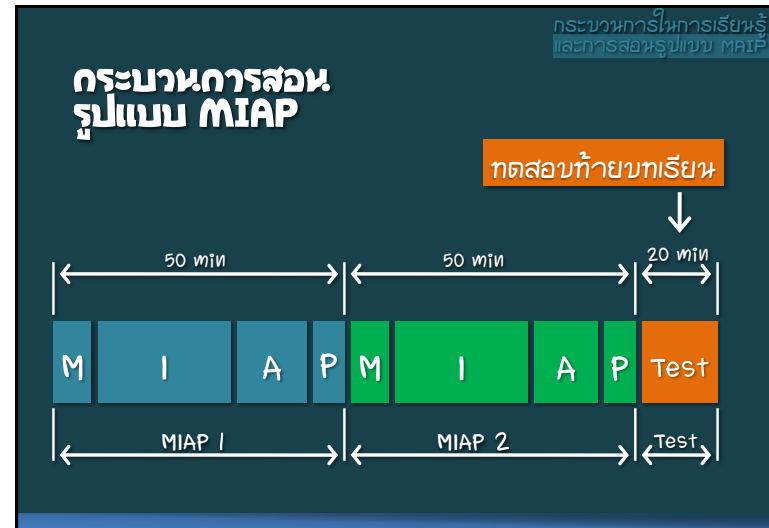 กระบวนการในการเรียนรู้
และการสอนรูปแบบ MAIP
กระบวนการสอน
รูปแบบ MIAP
ทดสอบท้ายบทเรียน
50 min 50 min 20 min
M I A P M I A P Test
MIAP 1 MIAP 2 Test